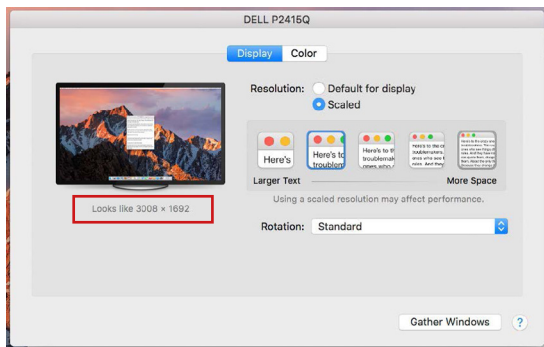 DELL P2415Q
Display Color
Resolution: Default for display
Scaled
Here's
Here's to
troublem
Here's to th
troublemak
ones who
Larger Text More Space
Using a scaled resolution may affect performance.
Looks like 3008 × 1692
Rotation: Standard
Gather Windows ?